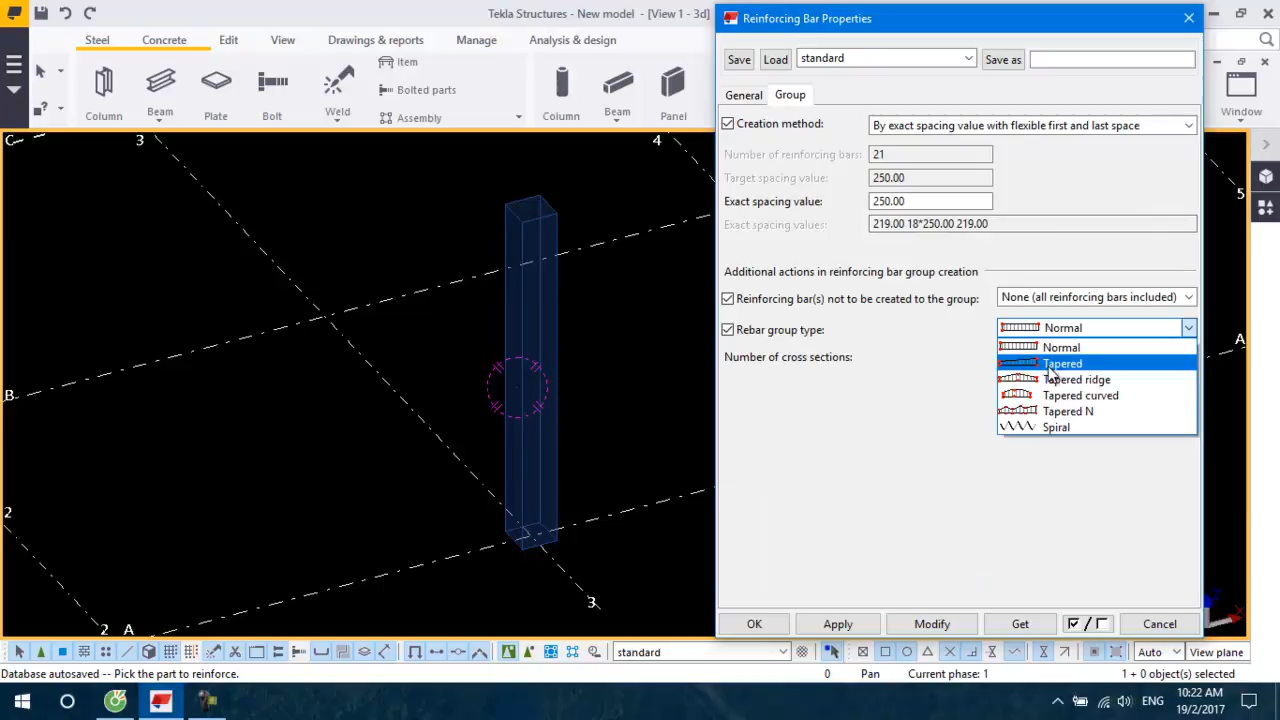 Tekla Structures - New model - [View 1 - 3d]
Steel
Concrete
Edit
View
Drawings & reports
Manage
Analysis & design
Column
Beam
Plate
Bolt
Weld
Item
Bolted parts
Assembly
Column
Beam
Panel
Window
C
3
4
5
B
A
2
3
2 A
Reinforcing Bar Properties
Save
Load
standard
Save as
General
Group
Creation method:
By exact spacing value with flexible first and last space
Number of reinforcing bars:
21
Target spacing value:
250.00
Exact spacing value:
250.00
Exact spacing values:
219.00 18*250.00 219.00
Additional actions in reinforcing bar group creation
Reinforcing bar(s) not to be created to the group:
None (all reinforcing bars included)
Rebar group type:
Normal
Normal
Tapered
Tapered ridge
Tapered curved
Tapered N
Spiral
Number of cross sections:
OK
Apply
Modify
Get
/
Cancel
standard
Auto
View plane
Database autosaved -- Pick the part to reinforce.
0
Pan
Current phase: 1
1 + 0 object(s) selected
ENG
10:22 AM
19/2/2017